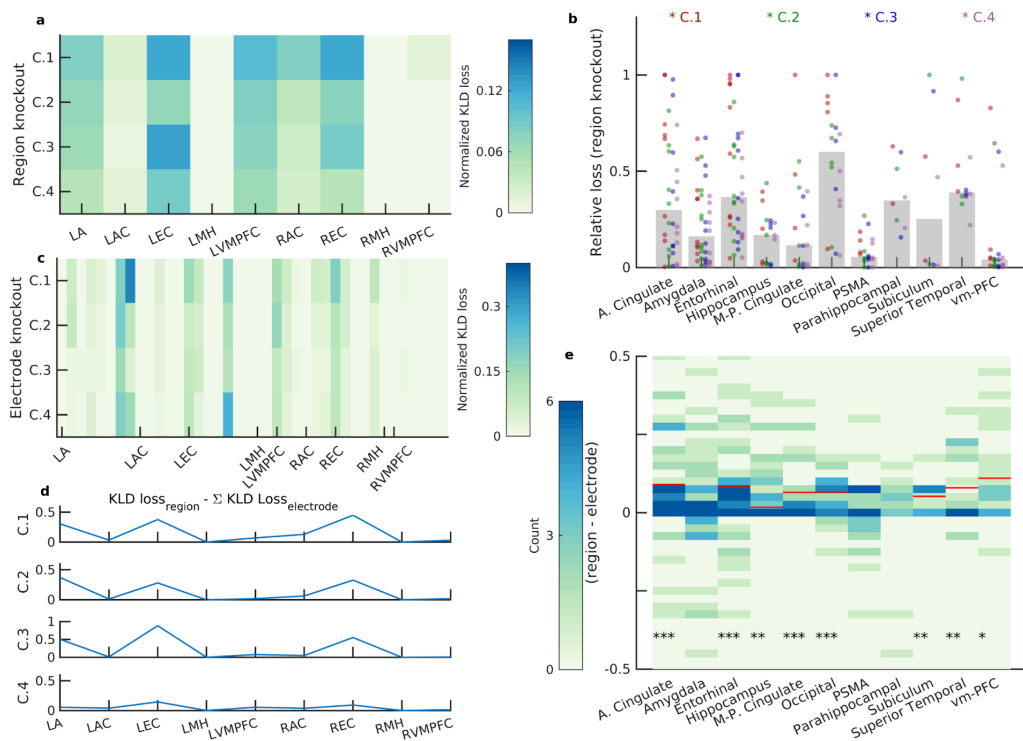 a
C.1
C.2
C.3
C.4
Region knockout
LA
LAC
LEC
LMH
LVMPFC
RAC
REC
RMH
RVMPFC
0.12
0.06
0
Normalized KLD loss
b
* C.1
* C.2
* C.3
* C.4
1
0.5
0
Relative loss (region knockout)
A. Cingulate
Amygdala
Entorhinal
Hippocampus
M-P. Cingulate
Occipital
PSMA
Parahippocampal
Subiculum
Superior Temporal
vm-PFC
c
C.1
C.2
C.3
C.4
Electrode knockout
LA
LAC
LEC
LMH
LVMPFC
RAC
REC
RMH
RVMPFC
0.3
0.15
0
Normalized KLD loss
d
KLD loss region - Σ KLD Loss electrode
C.1
0.5
0
C.2
0.5
0
C.3
1
0.5
0
C.4
0.5
0
LA
LAC
LEC
LMH
LVMPFC
RAC
REC
RMH
RVMPFC
e
6
3
0
Count
0.5
0
-0.5
(region - electrode)
*** *** ** *** *** ** ** *
A. Cingulate
Amygdala
Entorhinal
Hippocampus
M-P. Cingulate
Occipital
PSMA
Parahippocampal
Subiculum
Superior Temporal
vm-PFC